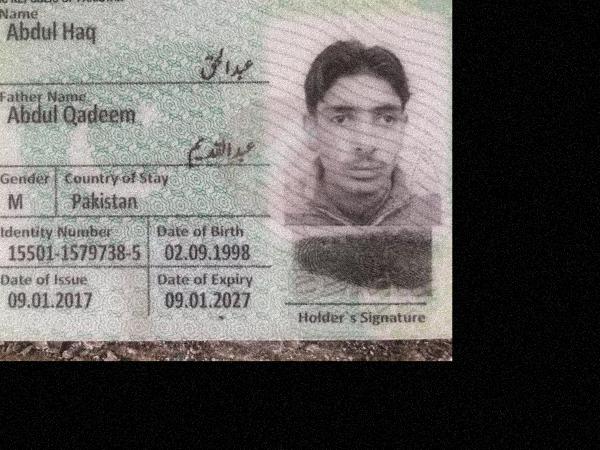 Name
Abdul Haq
عبدالحق
Father Name
Abdul Qadeem
عبدالقدیم
Gender Country of Stay
M Pakistan
Identity Number Date of Birth
15501-1579738-5 02.09.1998
Date of Issue Date of Expiry
09.01.2017 09.01.2027
Holder`s Signature